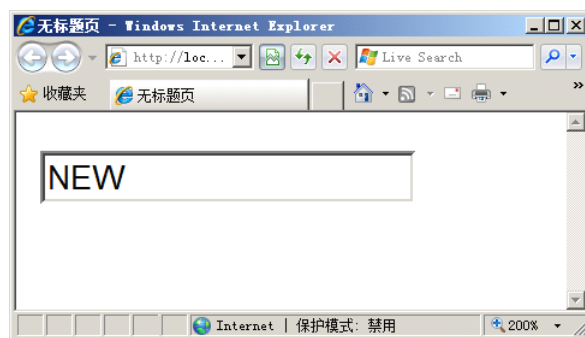 无标题页 - Windows Internet Explorer
http://loc... Live Search
收藏夹 无标题页 »
NEW
Internet | 保护模式: 禁用 200%